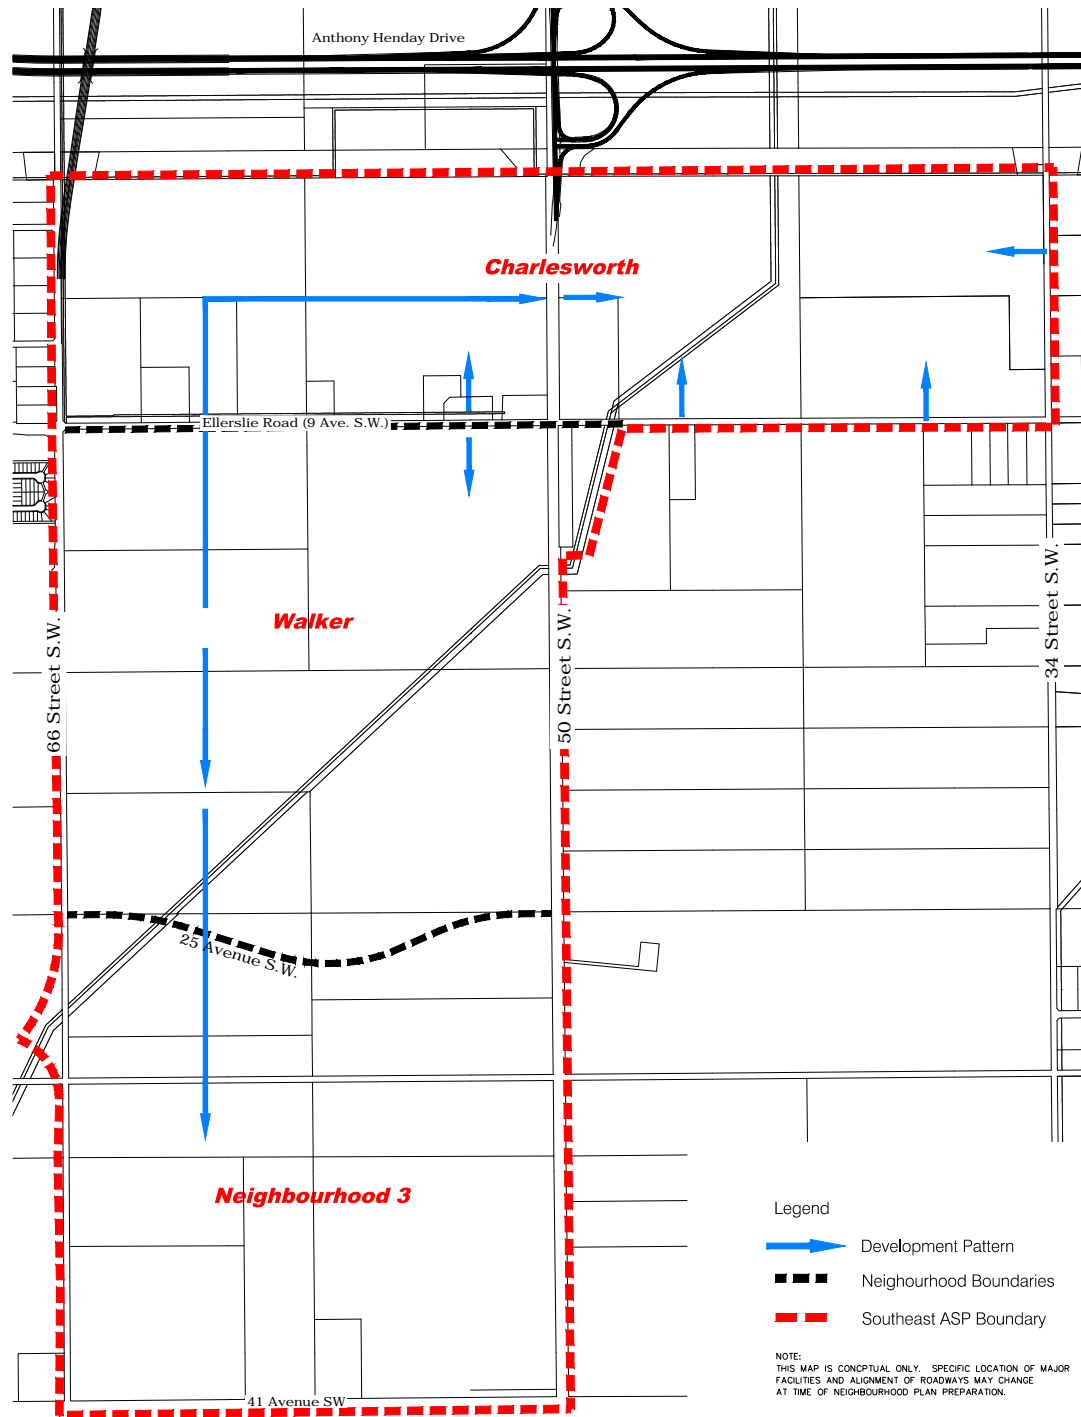 Anthony Henday Drive
Charlesworth
Ellerslie Road (9 Ave. S.W.)
Walker
66 Street S.W.
50 Street S.W.
34 Street S.W.
25 Avenue S.W.
Neighbourhood 3
41 Avenue SW
Legend
Development Pattern
Neighourhood Boundaries
Southeast ASP Boundary
NOTE:
THIS MAP IS CONCPTUAL ONLY. SPECIFIC LOCATION OF MAJOR
FACILITIES AND ALIGNMENT OF ROADWAYS MAY CHANGE
AT TIME OF NEIGHBOURHOOD PLAN PREPARATION.